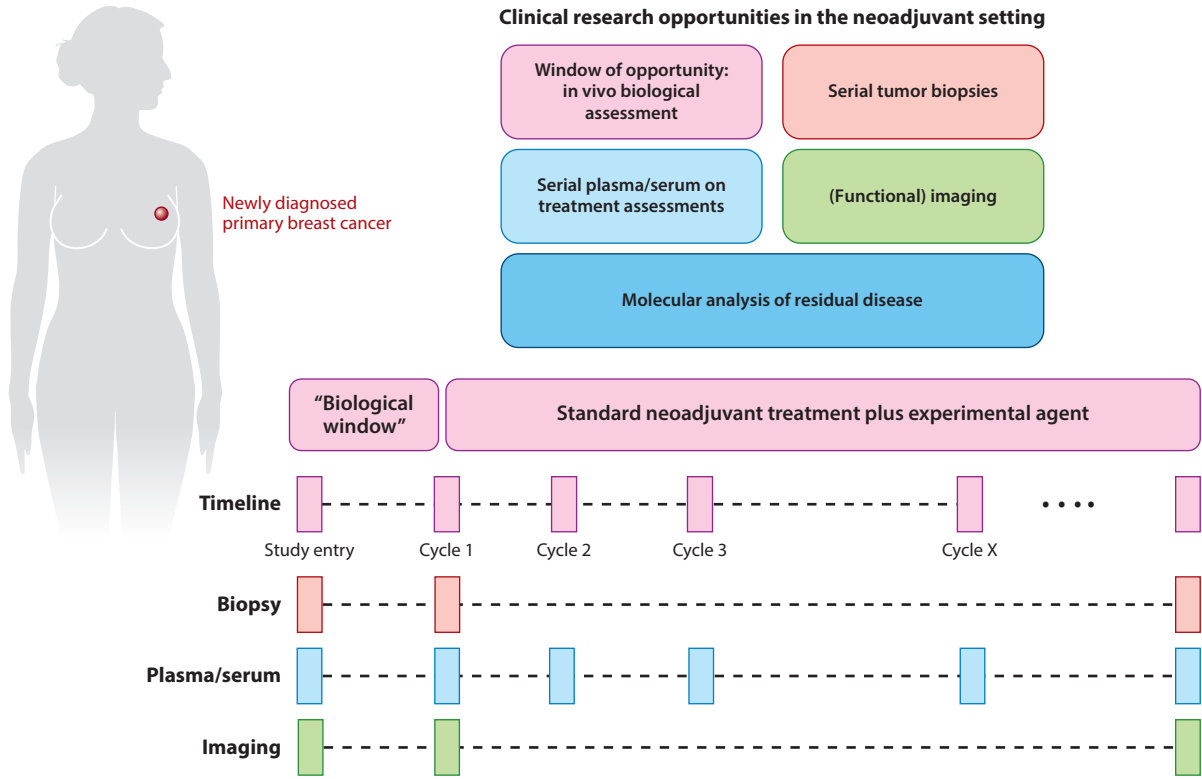 Clinical research opportunities in the neoadjuvant setting
Window of opportunity:
in vivo biological
assessment
Serial tumor biopsies
Serial plasma/serum on
treatment assessments
(Functional) imaging
Molecular analysis of residual disease
Newly diagnosed
primary breast cancer
“Biological
window”
Standard neoadjuvant treatment plus experimental agent
Timeline
Study entry
Cycle 1
Cycle 2
Cycle 3
Cycle X
Biopsy
Plasma/serum
Imaging